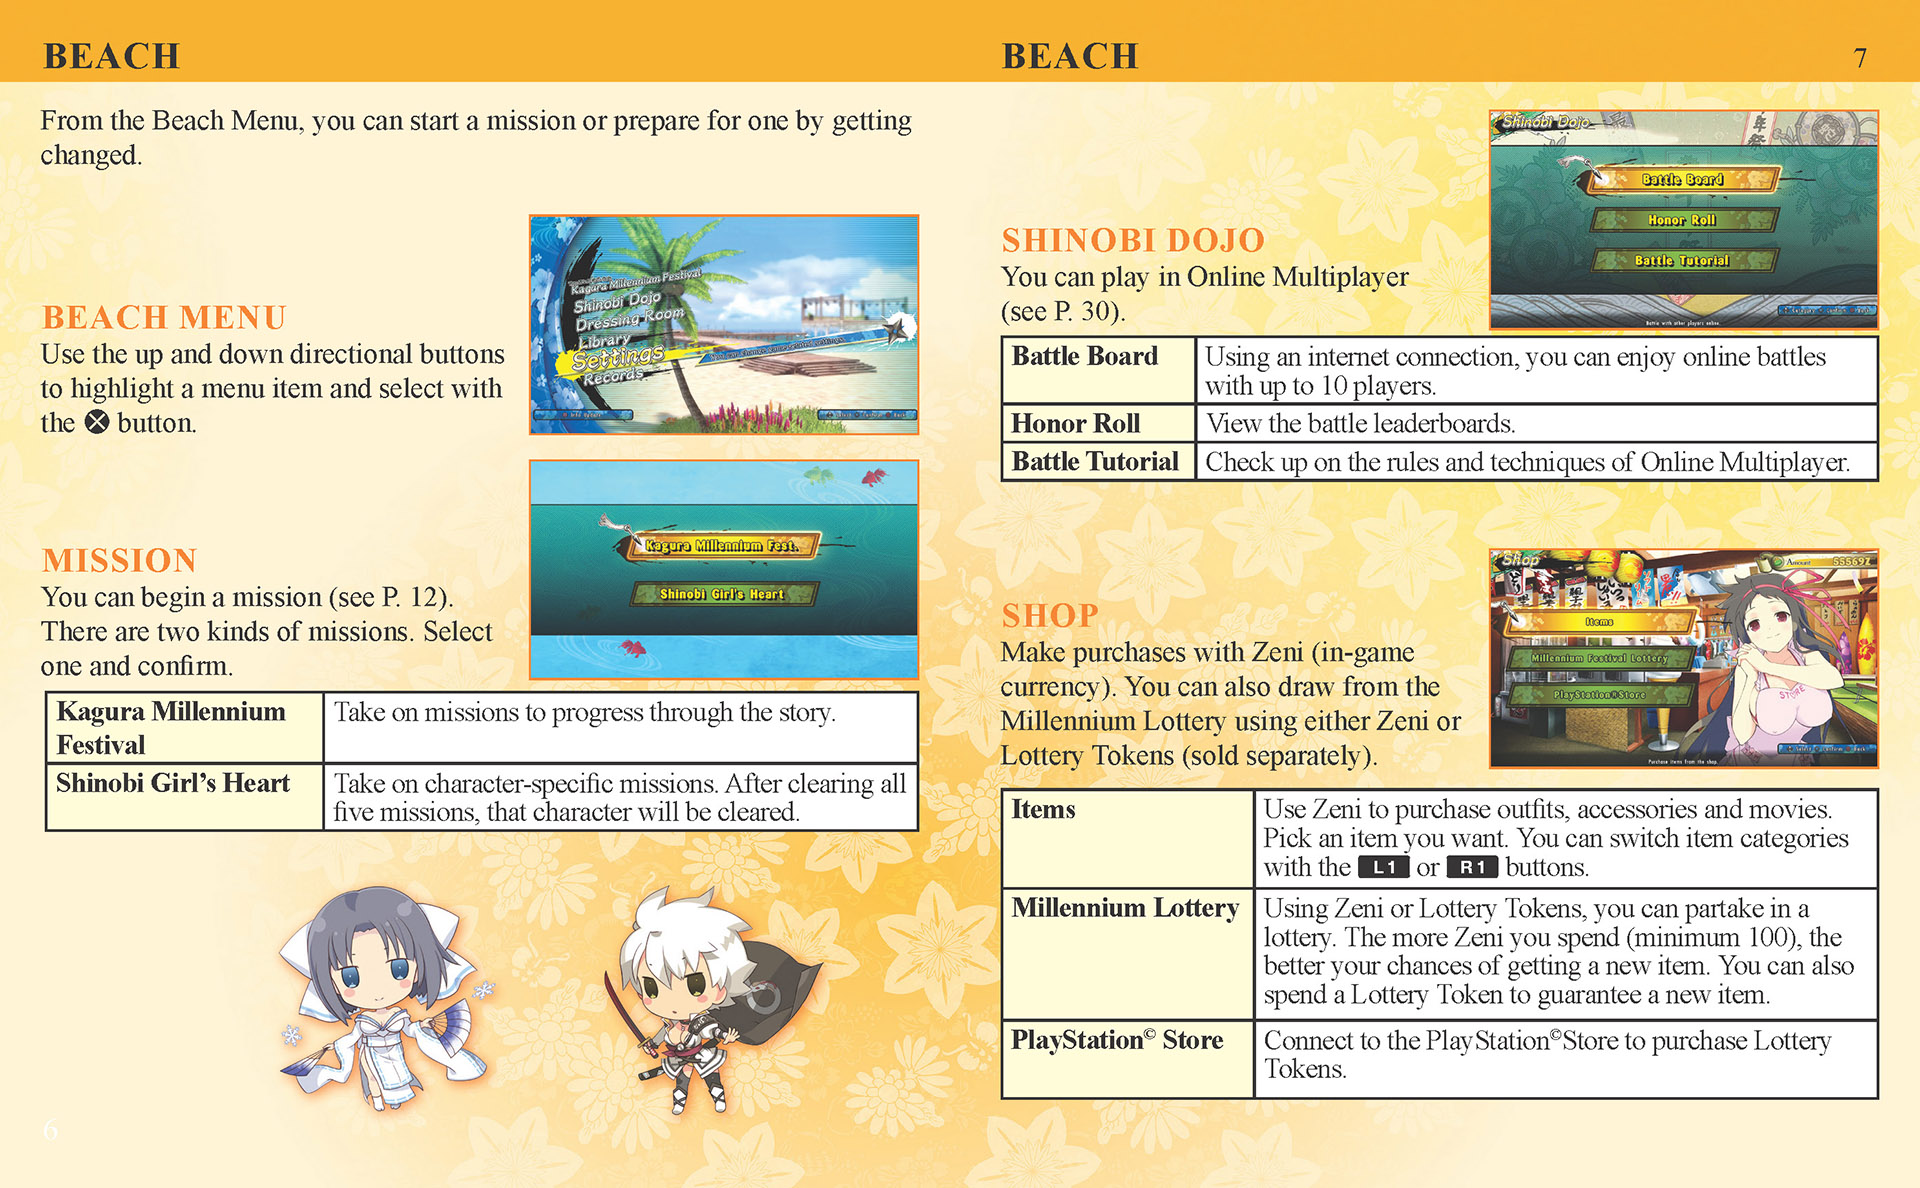 BEACH
From the Beach Menu, you can start a mission or prepare for one by getting
changed.
BEACH MENU
Use the up and down directional buttons
to highlight a menu item and select with
the ⊗ button.
Kagura Millennium Festival
Shinobi Dojo
Dressing Room
Library
Settings
Records
MISSION
You can begin a mission (see P. 12).
There are two kinds of missions. Select
one and confirm.
Kagura Millennium Fest.
Shinobi Girl's Heart
Kagura Millennium
Festival
Take on missions to progress through the story.
Shinobi Girl’s Heart
Take on character-specific missions. After clearing all
five missions, that character will be cleared.
6
BEACH
7
SHINOBI DOJO
You can play in Online Multiplayer
(see P. 30).
Shinobi Dojo
Battle Board
Honor Roll
Battle Tutorial
Battle with other players online.
Battle Board
Using an internet connection, you can enjoy online battles
with up to 10 players.
Honor Roll
View the battle leaderboards.
Battle Tutorial
Check up on the rules and techniques of Online Multiplayer.
SHOP
Make purchases with Zeni (in-game
currency). You can also draw from the
Millennium Lottery using either Zeni or
Lottery Tokens (sold separately).
Shop
Amount 555692
Items
Millennium Festival Lottery
PlayStation®Store
STORE
Purchase items from the shop.
Items
Use Zeni to purchase outfits, accessories and movies.
Pick an item you want. You can switch item categories
with the L1 or R1 buttons.
Millennium Lottery
Using Zeni or Lottery Tokens, you can partake in a
lottery. The more Zeni you spend (minimum 100), the
better your chances of getting a new item. You can also
spend a Lottery Token to guarantee a new item.
PlayStation© Store
Connect to the PlayStation©Store to purchase Lottery
Tokens.